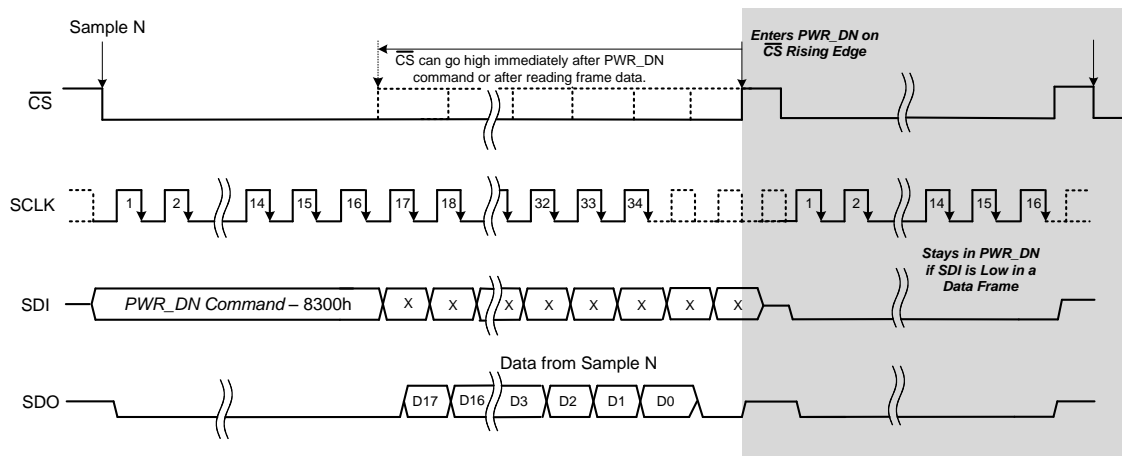 Sample N
Enters PWR_DN on
CS Rising Edge
CS can go high immediately after PWR_DN
command or after reading frame data.
CS
SCLK
1 2 14 15 16 17 18 32 33 34 1 2 14 15 16
Stays in PWR_DN
if SDI is Low in a
Data Frame
SDI
PWR_DN Command – 8300h X X X X X X X X
Data from Sample N
SDO
D17 D16 D3 D2 D1 D0